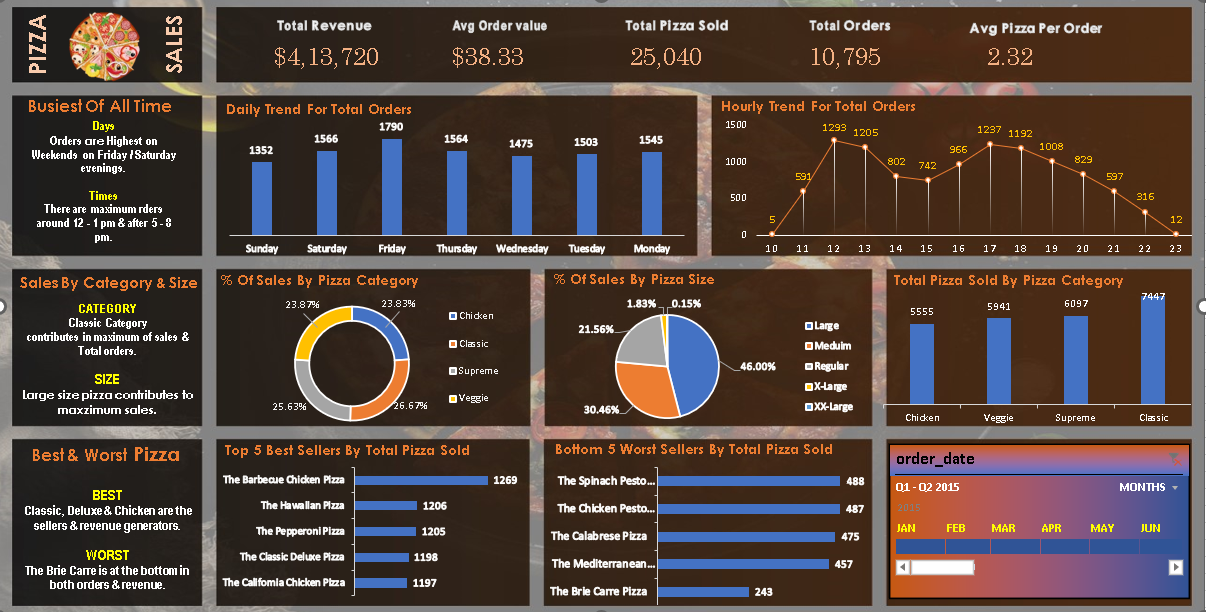 PIZZA
SALES
Total Revenue
$4,13,720
Avg Order value
$38.33
Total Pizza Sold
25,040
Total Orders
10,795
Avg Pizza Per Order
2.32
Busiest Of All Time
Days
Orders are Highest on
Weekends on Friday / Saturday
evenings.
Times
There are maximum rders
around 12 - 1 pm & after 5 - 8
pm.
Daily Trend For Total Orders
1352
1566
1790
1564
1475
1503
1545
Sunday
Saturday
Friday
Thursday
Wednesday
Tuesday
Monday
Hourly Trend For Total Orders
1500
1000
500
0
5
591
1293
1205
802
742
966
1237
1192
1008
829
597
316
12
10
11
12
13
14
15
16
17
18
19
20
21
22
23
Sales By Category & Size
CATEGORY
Classic Category
contributes in maximum of sales &
Total orders.
SIZE
Large size pizza contributes to
maxzimum sales.
% Of Sales By Pizza Category
23.87%
23.83%
25.63%
26.67%
Chicken
Classic
Supreme
Veggie
% Of Sales By Pizza Size
1.83%
0.15%
21.56%
46.00%
30.46%
Large
Meduim
Regular
X-Large
XX-Large
Total Pizza Sold By Pizza Category
5555
5941
6097
7447
Chicken
Veggie
Supreme
Classic
Best & Worst Pizza
BEST
Classic, Deluxe & Chicken are the
sellers & revenue generators.
WORST
The Brie Carre is at the bottom in
both orders & revenue.
Top 5 Best Sellers By Total Pizza Sold
The Barbecue Chicken Pizza 1269
The Hawaiian Pizza 1206
The Pepperoni Pizza 1205
The Classic Deluxe Pizza 1198
The California Chicken Pizza 1197
Bottom 5 Worst Sellers By Total Pizza Sold
The Spinach Pesto... 488
The Chicken Pesto... 487
The Calabrese Pizza 475
The Mediterranean... 457
The Brie Carre Pizza 243
order_date
Q1 - Q2 2015
MONTHS
2015
JAN
FEB
MAR
APR
MAY
JUN